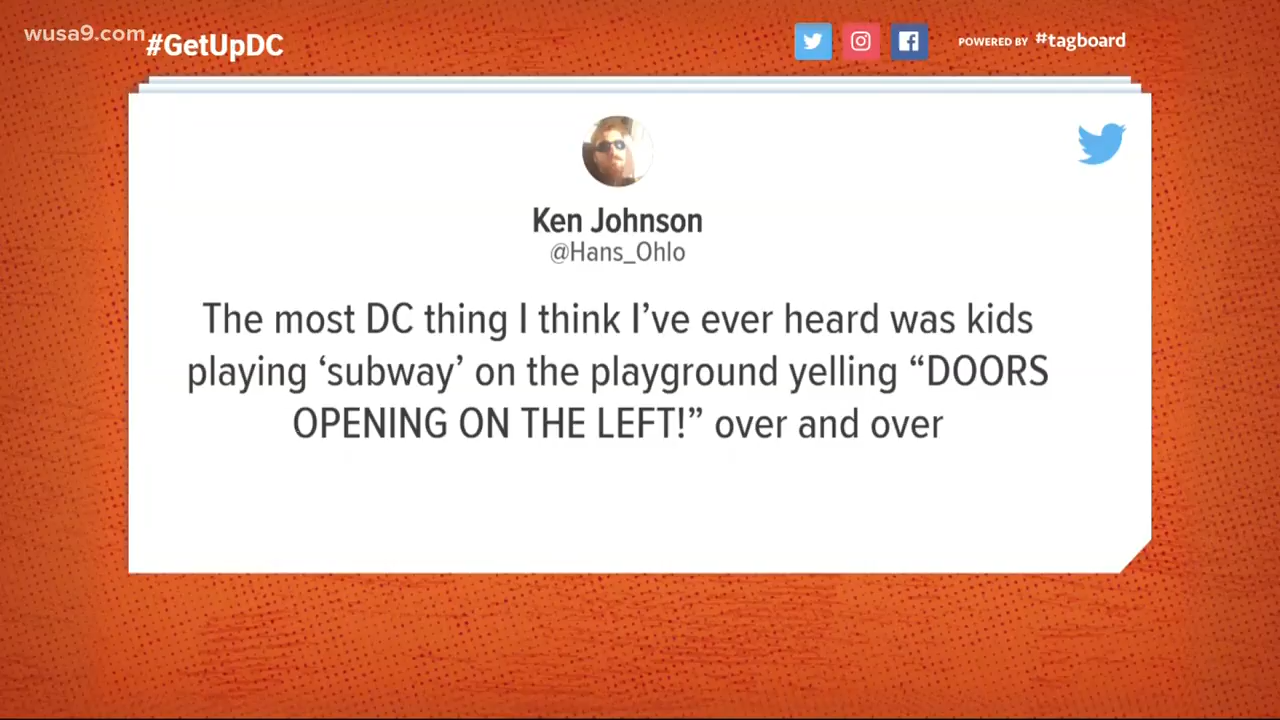 wusa9.com
#GetUpDC
POWERED BY #tagboard
Ken Johnson
@Hans_Ohlo
The most DC thing I think I’ve ever heard was kids
playing ‘subway’ on the playground yelling “DOORS
OPENING ON THE LEFT!” over and over